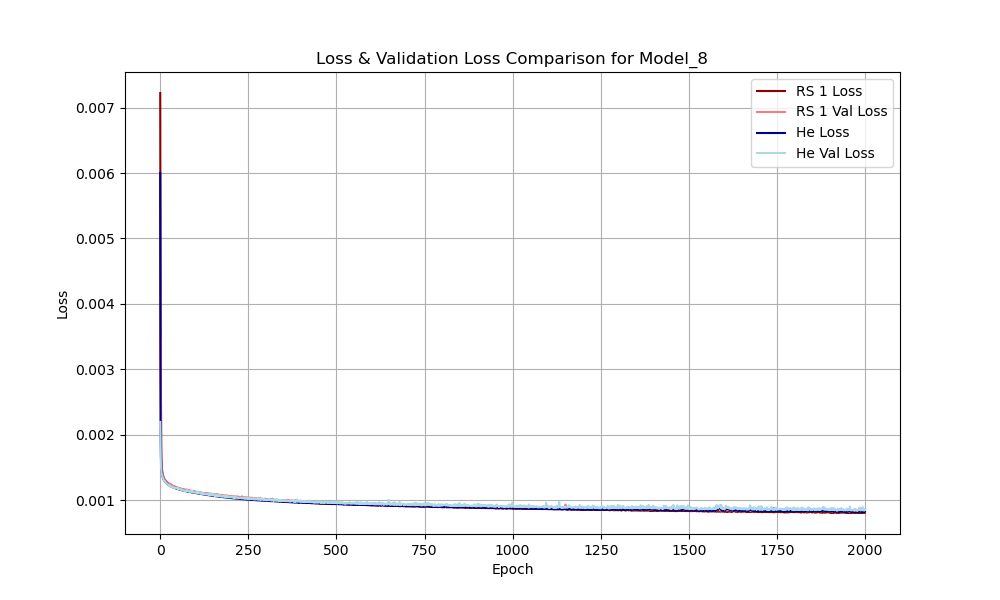 Loss & Validation Loss Comparison for Model_8
RS 1 Loss
RS 1 Val Loss
He Loss
He Val Loss
0.007
0.006
0.005
0.004
0.003
0.002
0.001
Loss
0
250
500
750
1000
1250
1500
1750
2000
Epoch